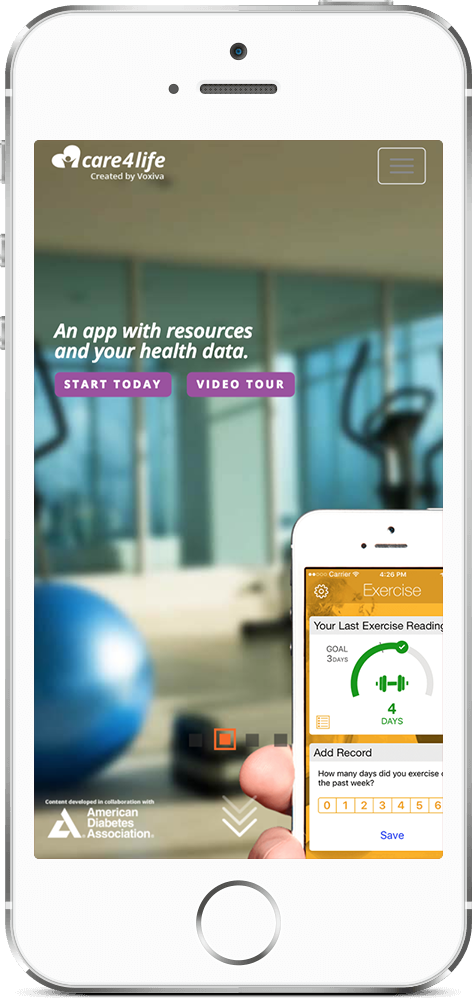 care4life
Created by Voxiva
An app with resources
and your health data.
START TODAY
VIDEO TOUR
Carrier
4:26 PM
Exercise
Your Last Exercise Reading
GOAL
3 DAYS
4
DAYS
Add Record
How many days did you exercise
the past week?
0 1 2 3 4 5 6
Save
Content developed in collaboration with
American
Diabetes
Association®